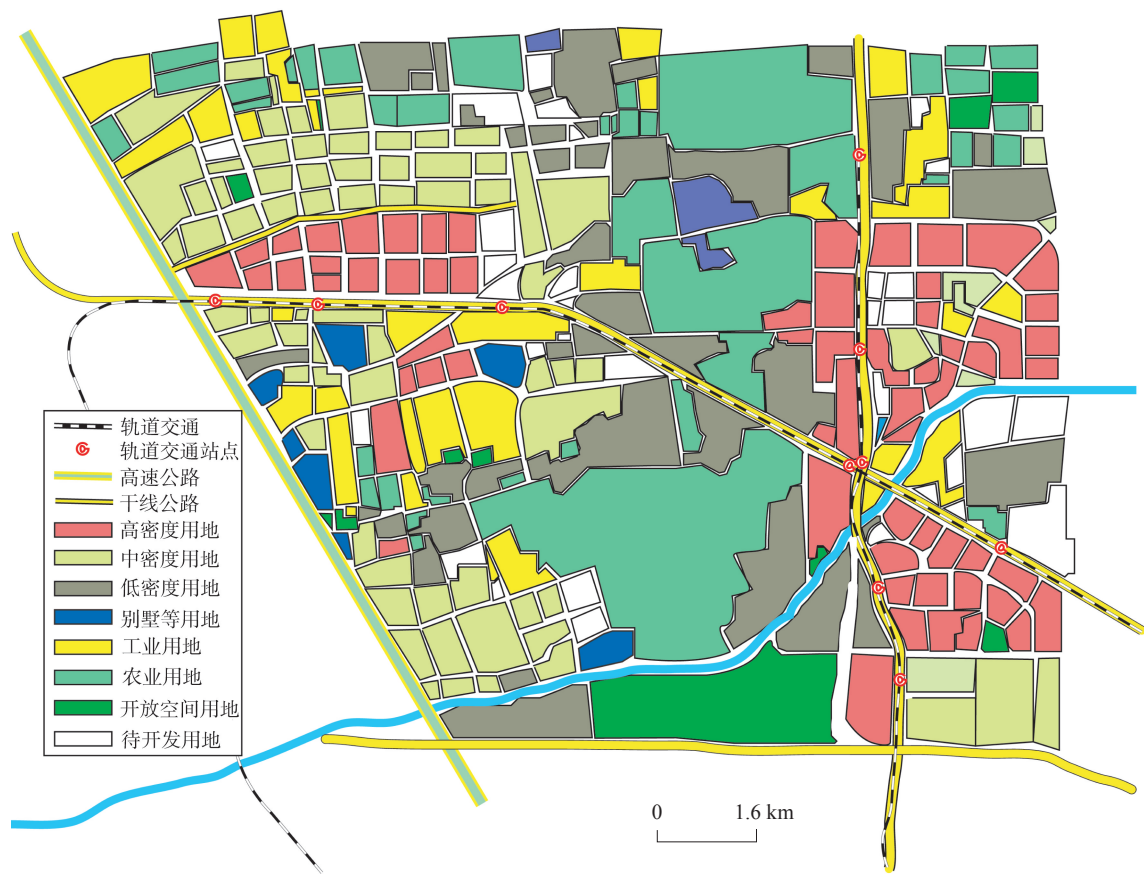 轨道交通
轨道交通站点
高速公路
干线公路
高密度用地
中密度用地
低密度用地
别墅等用地
工业用地
农业用地
开放空间用地
待开发用地
0 1.6 km